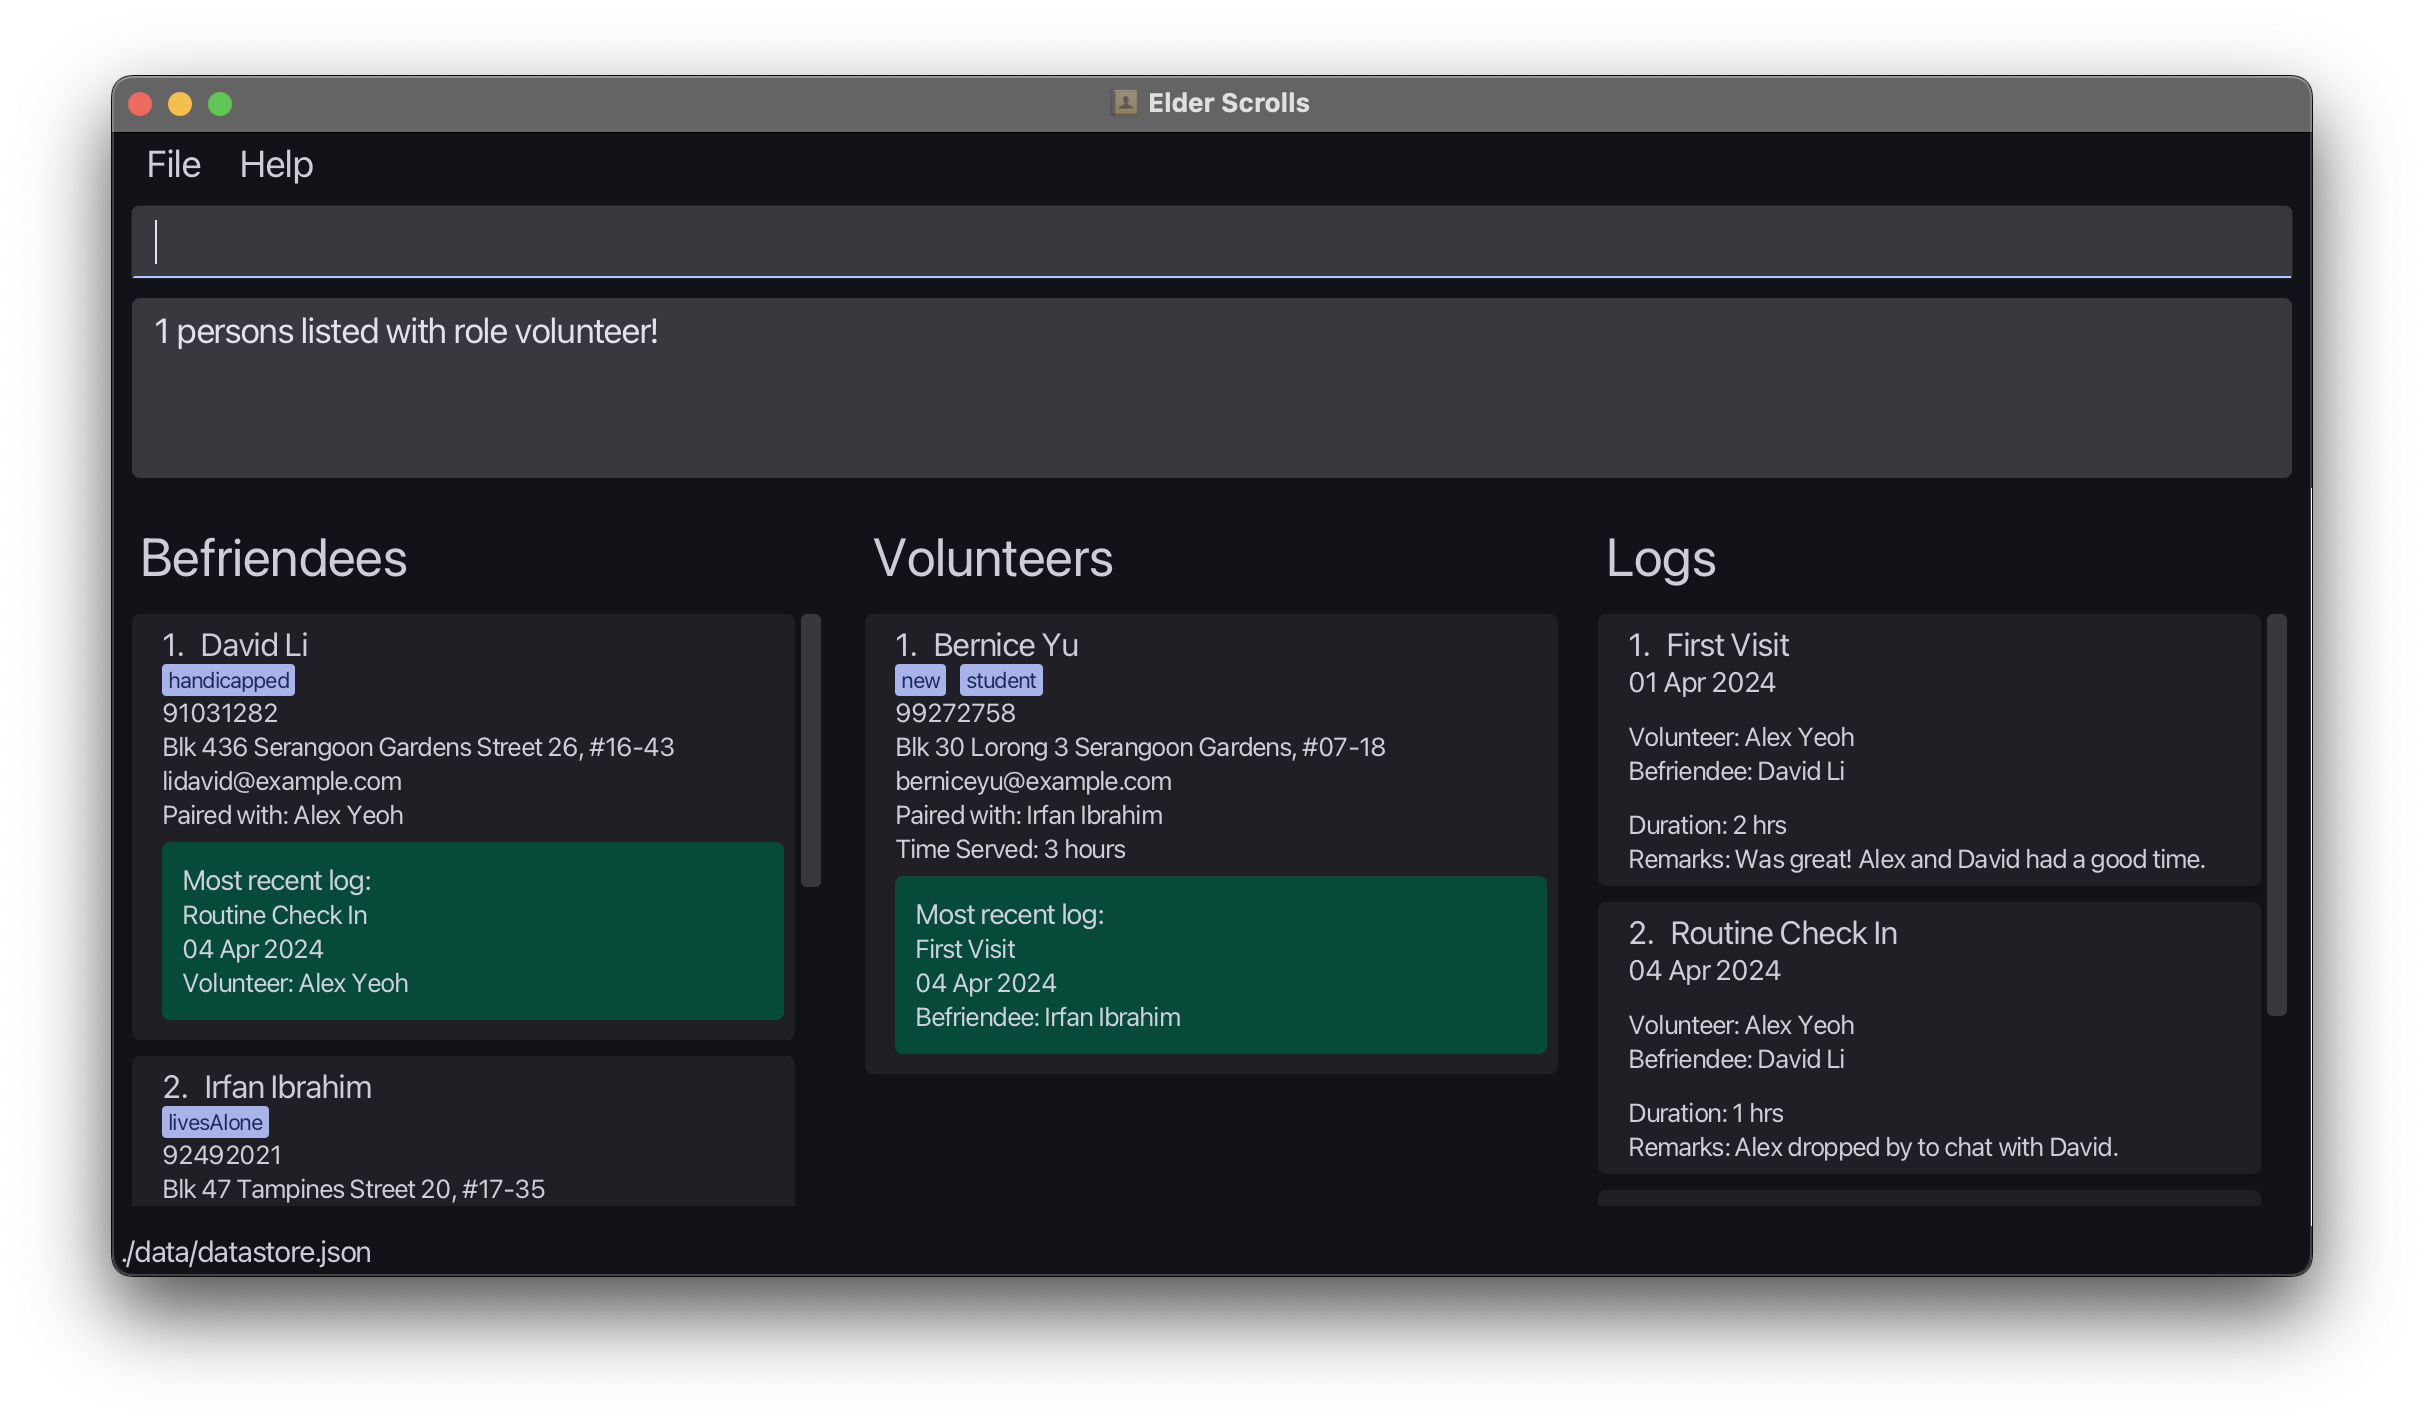 Elder Scrolls
File Help
1 persons listed with role volunteer!
Befriendees
1. David Li
handicapped
91031282
Blk 436 Serangoon Gardens Street 26, #16-43
lidavid@example.com
Paired with: Alex Yeoh
Most recent log:
Routine Check In
04 Apr 2024
Volunteer: Alex Yeoh
2. Irfan Ibrahim
livesAlone
92492021
Blk 47 Tampines Street 20, #17-35
Volunteers
1. Bernice Yu
new student
99272758
Blk 30 Lorong 3 Serangoon Gardens, #07-18
berniceyu@example.com
Paired with: Irfan Ibrahim
Time Served: 3 hours
Most recent log:
First Visit
04 Apr 2024
Befriendee: Irfan Ibrahim
Logs
1. First Visit
01 Apr 2024
Volunteer: Alex Yeoh
Befriendee: David Li
Duration: 2 hrs
Remarks: Was great! Alex and David had a good time.
2. Routine Check In
04 Apr 2024
Volunteer: Alex Yeoh
Befriendee: David Li
Duration: 1 hrs
Remarks: Alex dropped by to chat with David.
./data/datastore.json